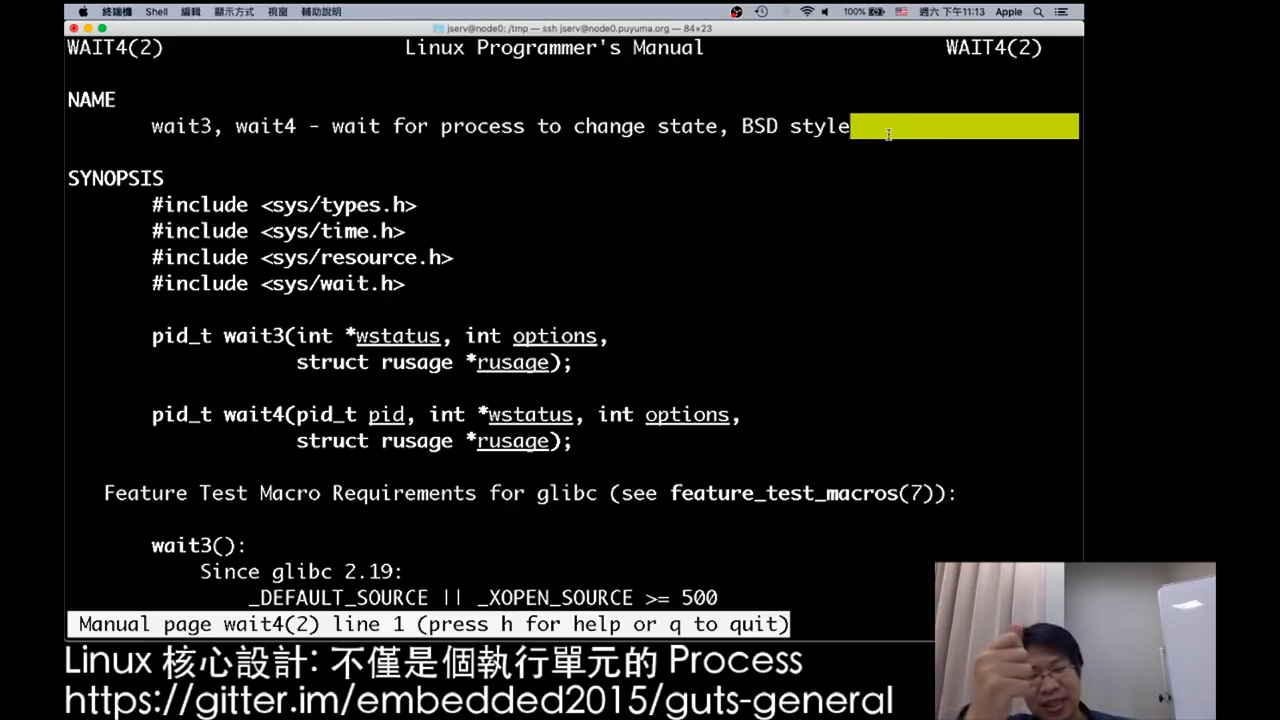 終端機 Shell 編輯 顯示方式 視窗 輔助說明 100% 週六 下午11:13 Apple
jserv@node0: /tmp — ssh jserv@node0.puyuma.org — 84×23
WAIT4(2) Linux Programmer's Manual WAIT4(2)
NAME
wait3, wait4 - wait for process to change state, BSD style
SYNOPSIS
#include <sys/types.h>
#include <sys/time.h>
#include <sys/resource.h>
#include <sys/wait.h>
pid_t wait3(int *wstatus, int options,
struct rusage *rusage);
pid_t wait4(pid_t pid, int *wstatus, int options,
struct rusage *rusage);
Feature Test Macro Requirements for glibc (see feature_test_macros(7)):
wait3():
Since glibc 2.19:
_DEFAULT_SOURCE || _XOPEN_SOURCE >= 500
Manual page wait4(2) line 1 (press h for help or q to quit)
Linux 核心設計: 不僅是個執行單元的 Process
https://gitter.im/embedded2015/guts-general